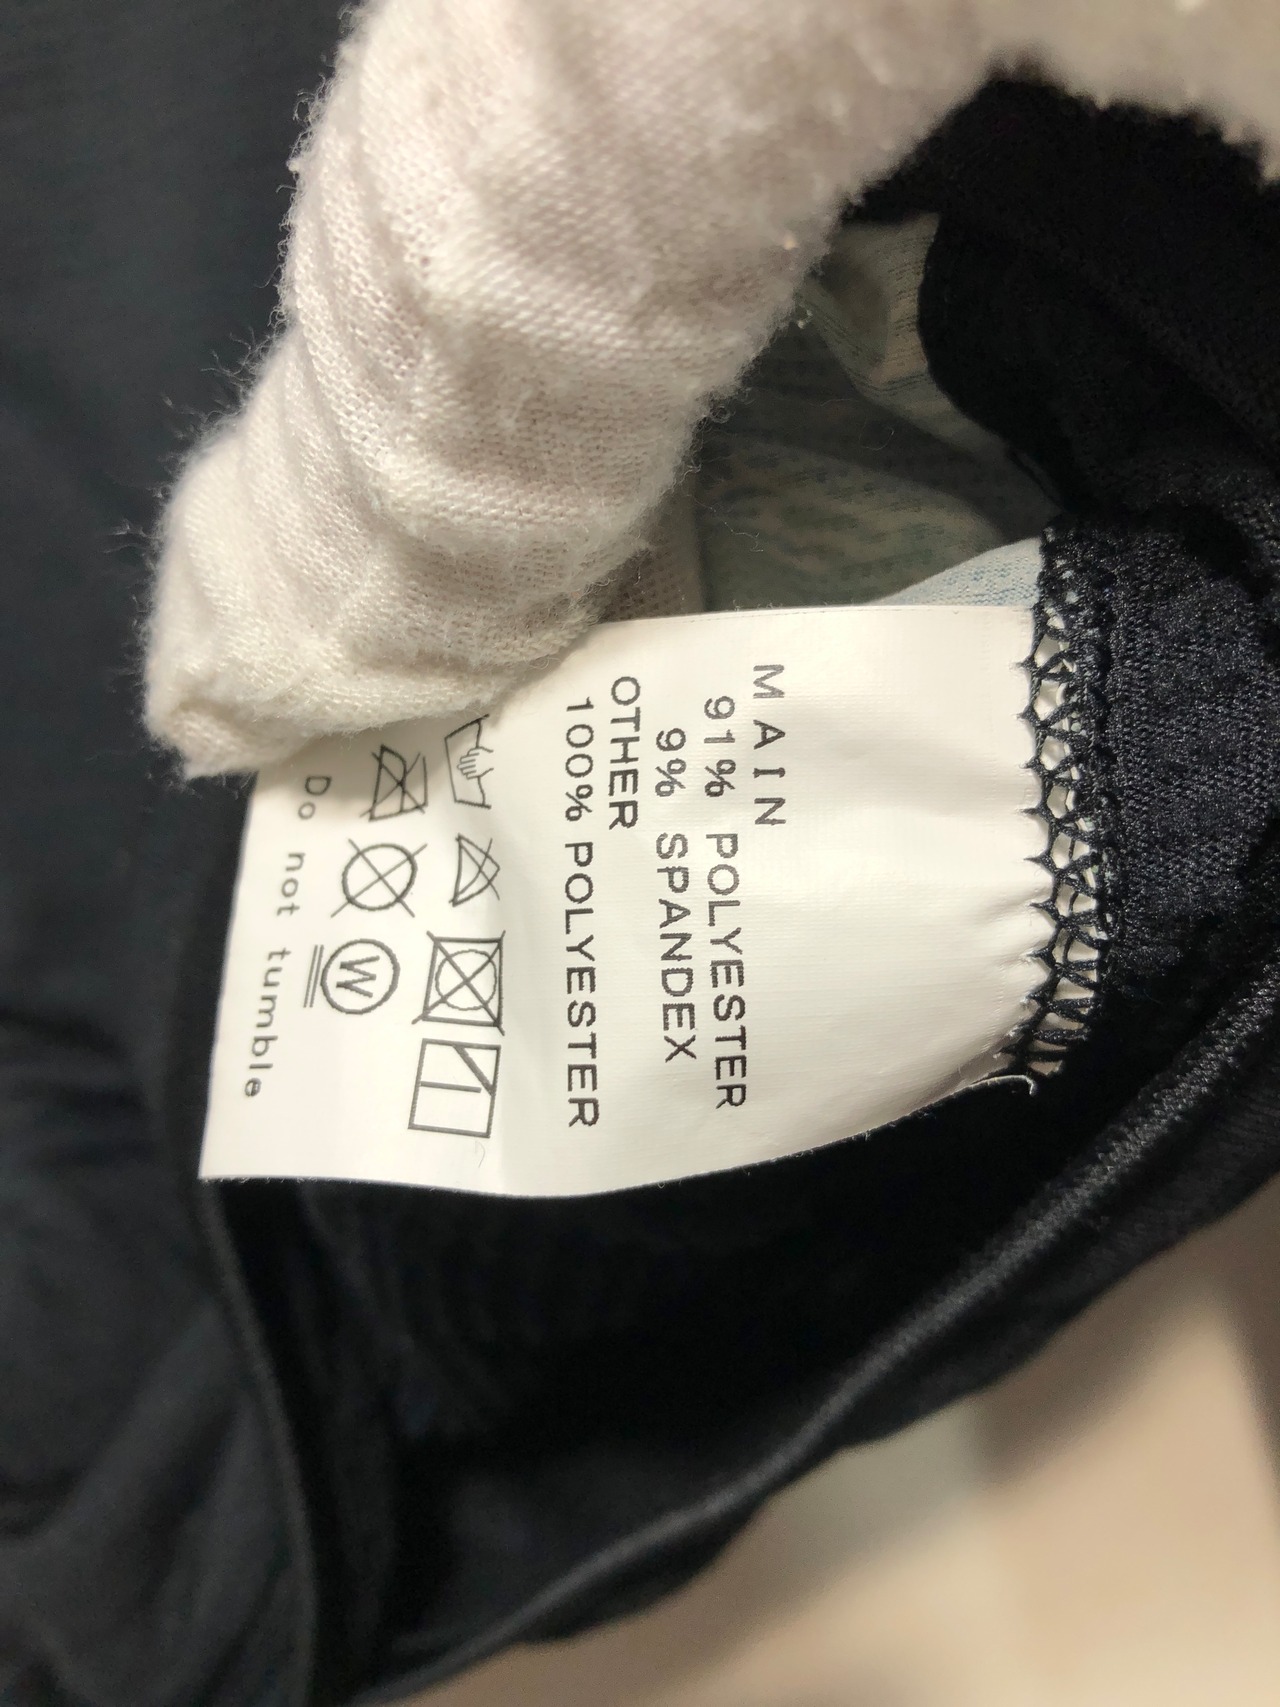 MAIN
91% POLYESTER
9% SPANDEX
OTHER
100% POLYESTER
W
Do not tumble